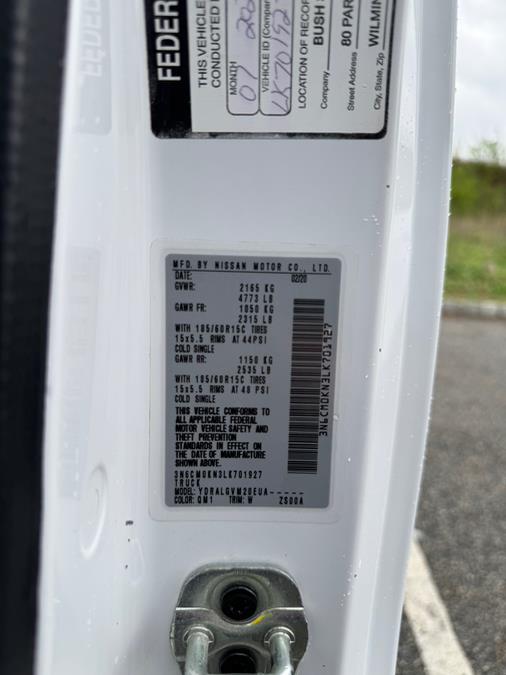 FEDER
THIS VEHICLE
CONDUCTED
MONTH
07
VEHICLE ID (Company
LK70192
LOCATION OF RECOR
BUSH
Company
80 PAR
Street Address
WILMIN
City, State, Zip
MFD. BY NISSAN MOTOR CO., LTD.
DATE: 02/20
GVWR: 2165 KG
4773 LB
GAWR FR: 1050 KG
2315 LB
WITH 185/60R15C TIRES
15x5.5 RIMS AT 44PSI
COLD SINGLE
GAWR RR: 1150 KG
2535 LB
WITH 185/60R15C TIRES
15x5.5 RIMS AT 48 PSI
COLD SINGLE
THIS VEHICLE CONFORMS TO
ALL APPLICABLE FEDERAL
MOTOR VEHICLE SAFETY AND
THEFT PREVENTION
STANDARDS IN EFFECT ON
THE DATE OF MANUFACTURE
SHOWN ABOVE.
3N6CM0KN3LK701927
TRUCK
MODEL: YDRALGVM20EUA-----
COLOR: QM1 TRIM: W ZS00A
3N6CM0KN3LK701927